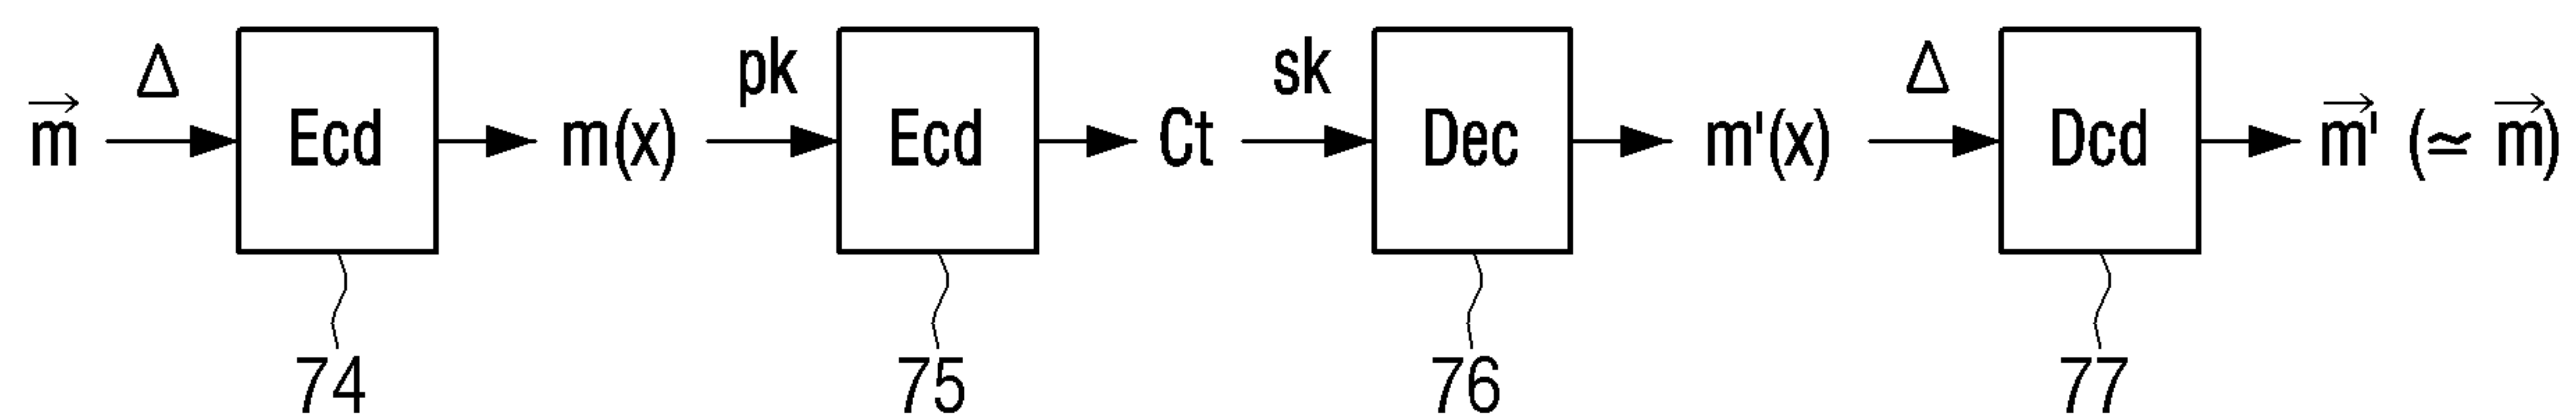 Δ pk sk Δ
m⃗ Ecd m(x) Ecd Ct Dec m'(x) Dcd m⃗' (≃ m⃗)
74 75 76 77